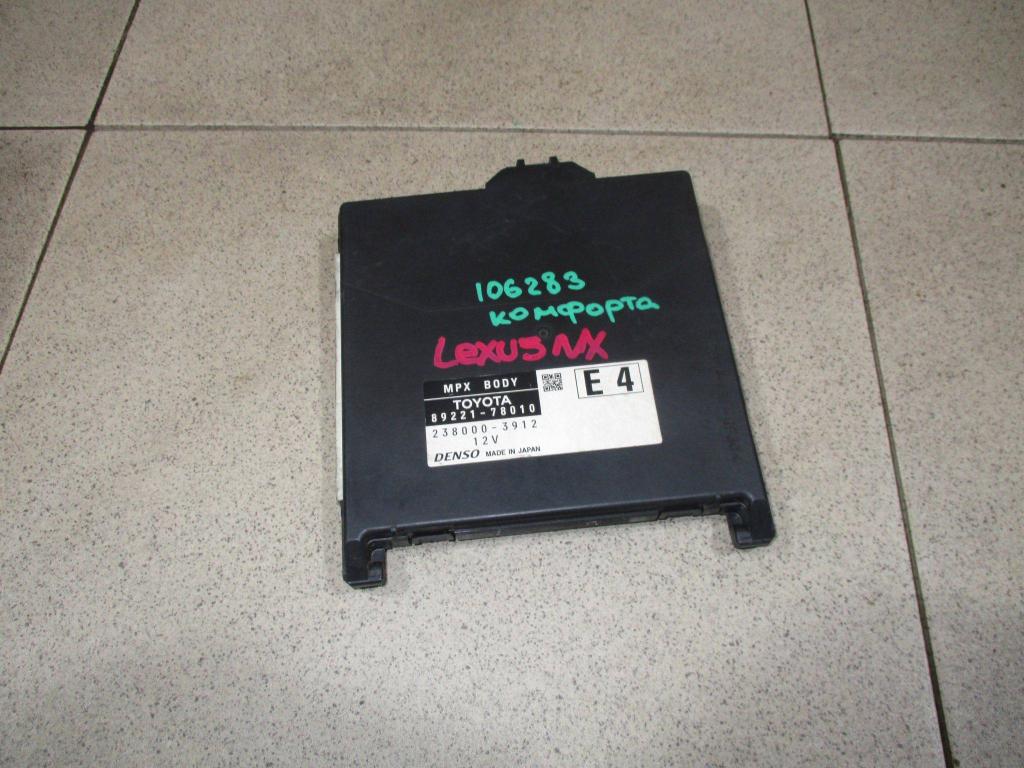 106283
комфорта
Lexus NX
MPX BODY
E 4
TOYOTA
89221-78010
238000-3912
12V
DENSO MADE IN JAPAN